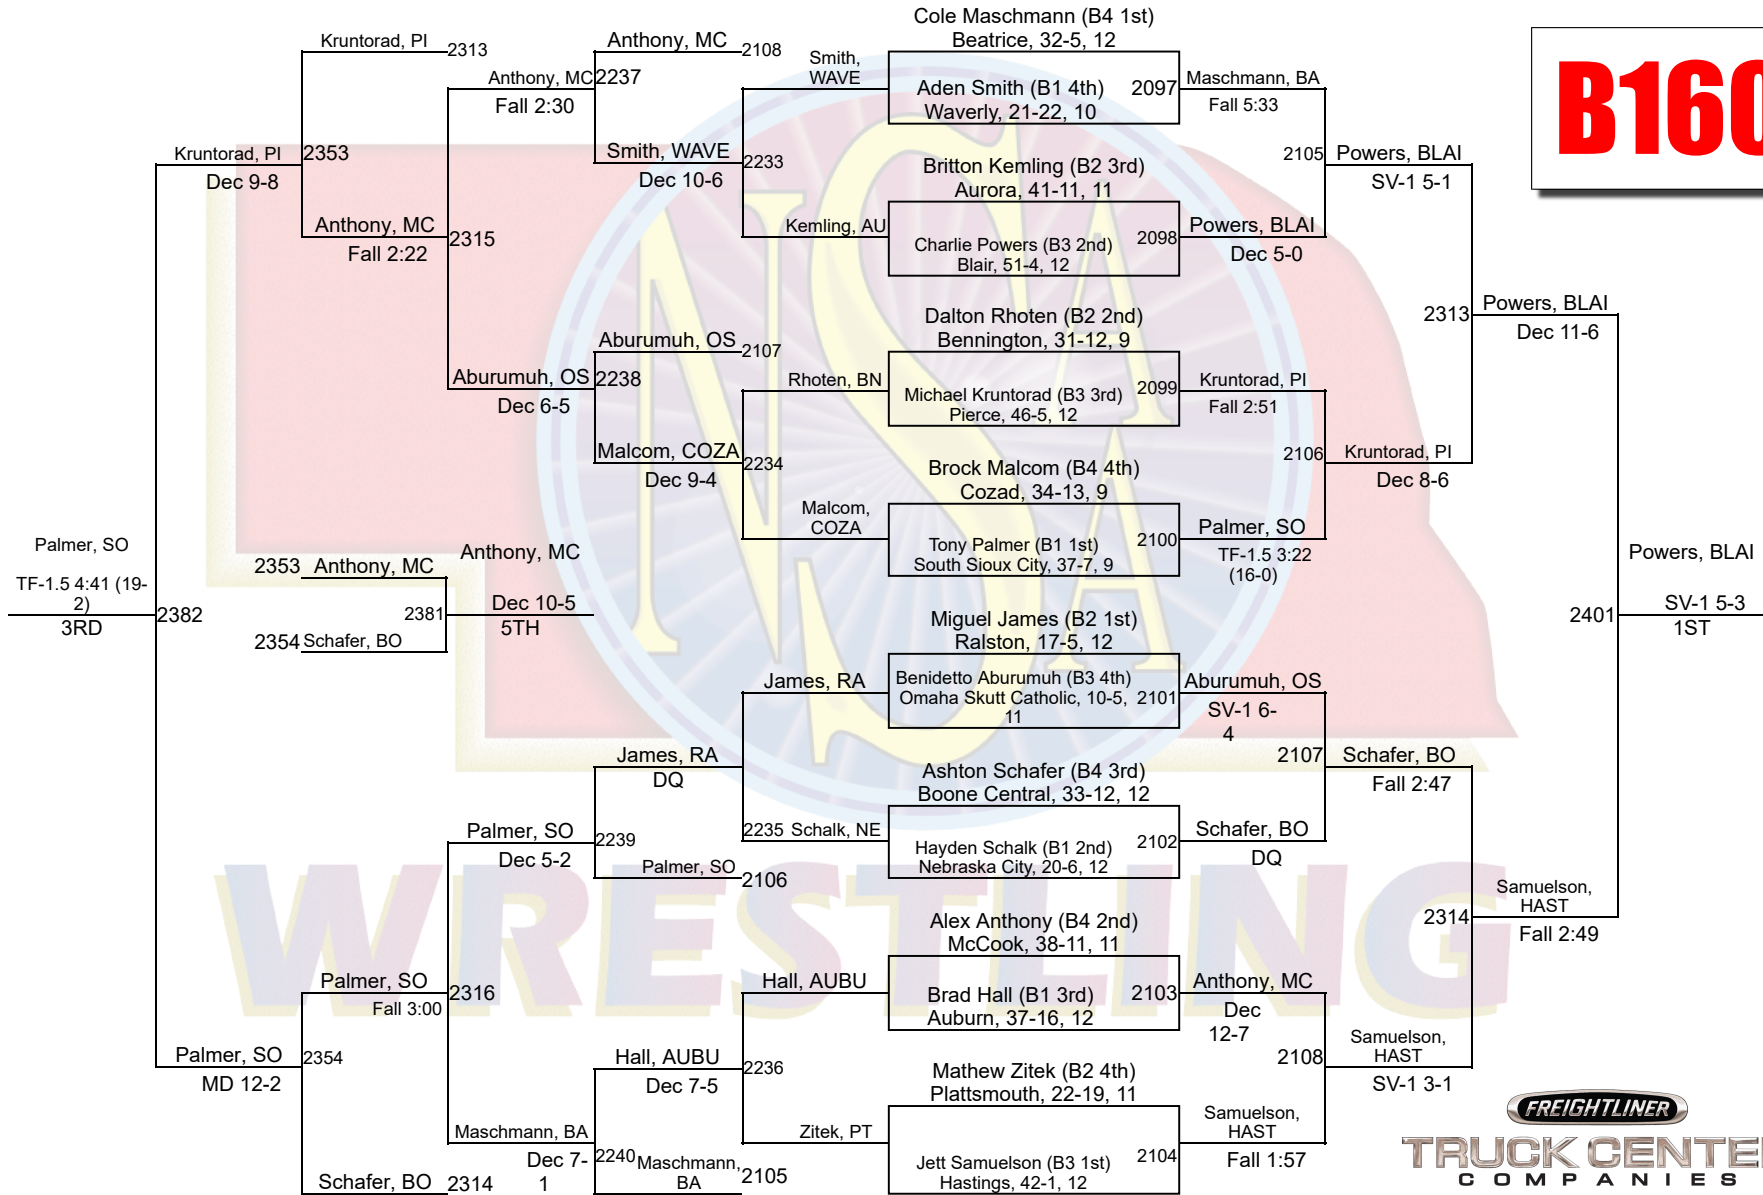 Cole Maschmann (B4 1st)
Beatrice, 32-5, 12
Aden Smith (B1 4th)
Waverly, 21-22, 10
2097
Britton Kemling (B2 3rd)
Aurora, 41-11, 11
Charlie Powers (B3 2nd)
Blair, 51-4, 12
2098
Dalton Rhoten (B2 2nd)
Bennington, 31-12, 9
Michael Kruntorad (B3 3rd)
Pierce, 46-5, 12
2099
Brock Malcom (B4 4th)
Cozad, 34-13, 9
Tony Palmer (B1 1st)
South Sioux City, 37-7, 9
2100
Miguel James (B2 1st)
Ralston, 17-5, 12
Benidetto Aburumuh (B3 4th)
Omaha Skutt Catholic, 10-5,
11
2101
Ashton Schafer (B4 3rd)
Boone Central, 33-12, 12
Hayden Schalk (B1 2nd)
Nebraska City, 20-6, 12
2102
Alex Anthony (B4 2nd)
McCook, 38-11, 11
Brad Hall (B1 3rd)
Auburn, 37-16, 12
2103
Mathew Zitek (B2 4th)
Plattsmouth, 22-19, 11
Jett Samuelson (B3 1st)
Hastings, 42-1, 12
2104
Maschmann, BA
Fall 5:33
2105
Powers, BLAI
Dec 5-0
Kruntorad, PI
Fall 2:51
2106
Palmer, SO
TF-1.5 3:22
(16-0)
Aburumuh, OS
SV-1 6-
4
2107
Schafer, BO
DQ
Anthony, MC
Dec
12-7
2108
Samuelson,
HAST
Fall 1:57
Powers, BLAI
SV-1 5-1
2313
Kruntorad, PI
Dec 8-6
Schafer, BO
Fall 2:47
2314
Samuelson,
HAST
SV-1 3-1
Powers, BLAI
Dec 11-6
2401
Samuelson,
HAST
Fall 2:49
Powers, BLAI
SV-1 5-3
1ST
Smith,
WAVE
2233
Kemling, AU
Rhoten, BN
2234
Malcom,
COZA
James, RA
2235
Schalk, NE
Hall, AUBU
2236
Zitek, PT
Anthony, MC
2108
2237
Smith, WAVE
Dec 10-6
Aburumuh, OS
2107
2238
Malcom, COZA
Dec 9-4
James, RA
DQ
2239
Palmer, SO
2106
Hall, AUBU
Dec 7-5
2240
Maschmann,
BA
2105
Anthony, MC
Fall 2:30
2315
Aburumuh, OS
Dec 6-5
Palmer, SO
Dec 5-2
2316
Maschmann, BA
Dec 7-
1
Kruntorad, PI
2313
2353
Anthony, MC
Fall 2:22
Palmer, SO
Fall 3:00
2354
Schafer, BO
2314
Kruntorad, PI
Dec 9-8
2382
Palmer, SO
MD 12-2
Palmer, SO
TF-1.5 4:41 (19-
2)
3RD
2353
Anthony, MC
2381
2354
Schafer, BO
Anthony, MC
Dec 10-5
5TH
B160
NSAA
WRESTLING
FREIGHTLINER
TRUCK CENTE
COMPANIES